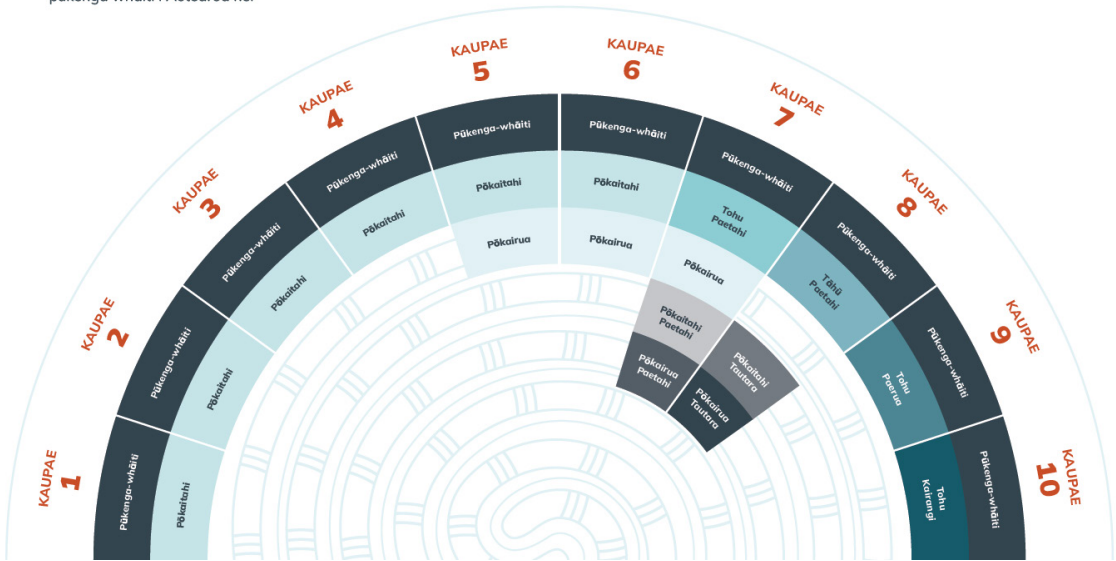 KAUPAE
1
KAUPAE
2
KAUPAE
3
KAUPAE
4
KAUPAE
5
KAUPAE
6
KAUPAE
7
KAUPAE
8
KAUPAE
9
KAUPAE
10
Pūkenga-whāiti
Pūkenga-whāiti
Pūkenga-whāiti
Pūkenga-whāiti
Pūkenga-whāiti
Pūkenga-whāiti
Pūkenga-whāiti
Pūkenga-whāiti
Pūkenga-whāiti
Pūkenga-whāiti
Pōkaitahi
Pōkaitahi
Pōkaitahi
Pōkaitahi
Pōkaitahi
Pōkaitahi
Tohu
Paetahi
Tāhū
Paetahi
Tohu
Paerua
Tohu
Kairangi
Pōkairua
Pōkairua
Pōkairua
Pōkaitahi
Paetahi
Pōkaitahi
Tautara
Pōkairua
Paetahi
Pōkairua
Tautara